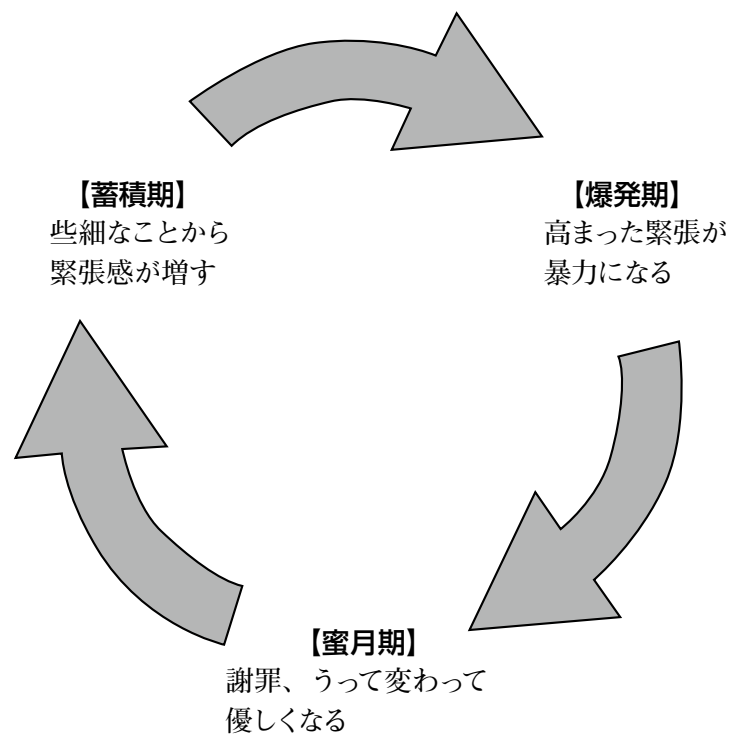 【蓄積期】
些細なことから
緊張感が増す
【爆発期】
高まった緊張が
暴力になる
【蜜月期】
謝罪、うって変わって
優しくなる